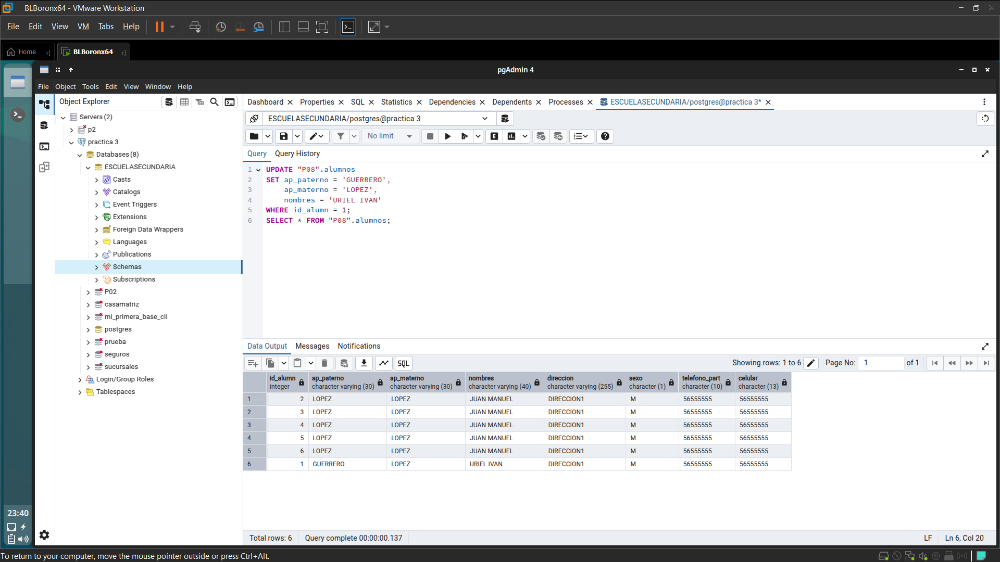 BLBoronx64 - VMware Workstation
File Edit View VM Tabs Help
Home
BLBoronx64
pgAdmin 4
File Object Tools Edit View Window Help
Object Explorer
Dashboard Properties SQL Statistics Dependencies Dependents Processes ESCUELASECUNDARIA/postgres@practica 3*
Servers (2)
p2
practica 3
Databases (8)
ESCUELASECUNDARIA
Casts
Catalogs
Event Triggers
Extensions
Foreign Data Wrappers
Languages
Publications
Schemas
Subscriptions
P02
casamatriz
mi_primera_base_cli
postgres
prueba
seguros
sucursales
Login/Group Roles
Tablespaces
ESCUELASECUNDARIA/postgres@practica 3
No limit
E
Query Query History
1 UPDATE "P08".alumnos
2 SET ap_paterno = 'GUERRERO',
3 ap_materno = 'LOPEZ',
4 nombres = 'URIEL IVAN'
5 WHERE id_alumn = 1;
6 SELECT * FROM "P08".alumnos;
Data Output Messages Notifications
SQL
Showing rows: 1 to 6 Page No: 1 of 1
id_alumn ap_paterno ap_materno nombres direccion sexo telefono_part celular
integer character varying (30) character varying (30) character varying (40) character varying (255) character (1) character (10) character (13)
1 2 LOPEZ LOPEZ JUAN MANUEL DIRECCION1 M 56555555 56555555
2 3 LOPEZ LOPEZ JUAN MANUEL DIRECCION1 M 56555555 56555555
3 4 LOPEZ LOPEZ JUAN MANUEL DIRECCION1 M 56555555 56555555
4 5 LOPEZ LOPEZ JUAN MANUEL DIRECCION1 M 56555555 56555555
5 6 LOPEZ LOPEZ JUAN MANUEL DIRECCION1 M 56555555 56555555
6 1 GUERRERO LOPEZ URIEL IVAN DIRECCION1 M 56555555 56555555
23:40
Total rows: 6 Query complete 00:00:00.137 LF Ln 6, Col 20
To return to your computer, move the mouse pointer outside or press Ctrl+Alt.